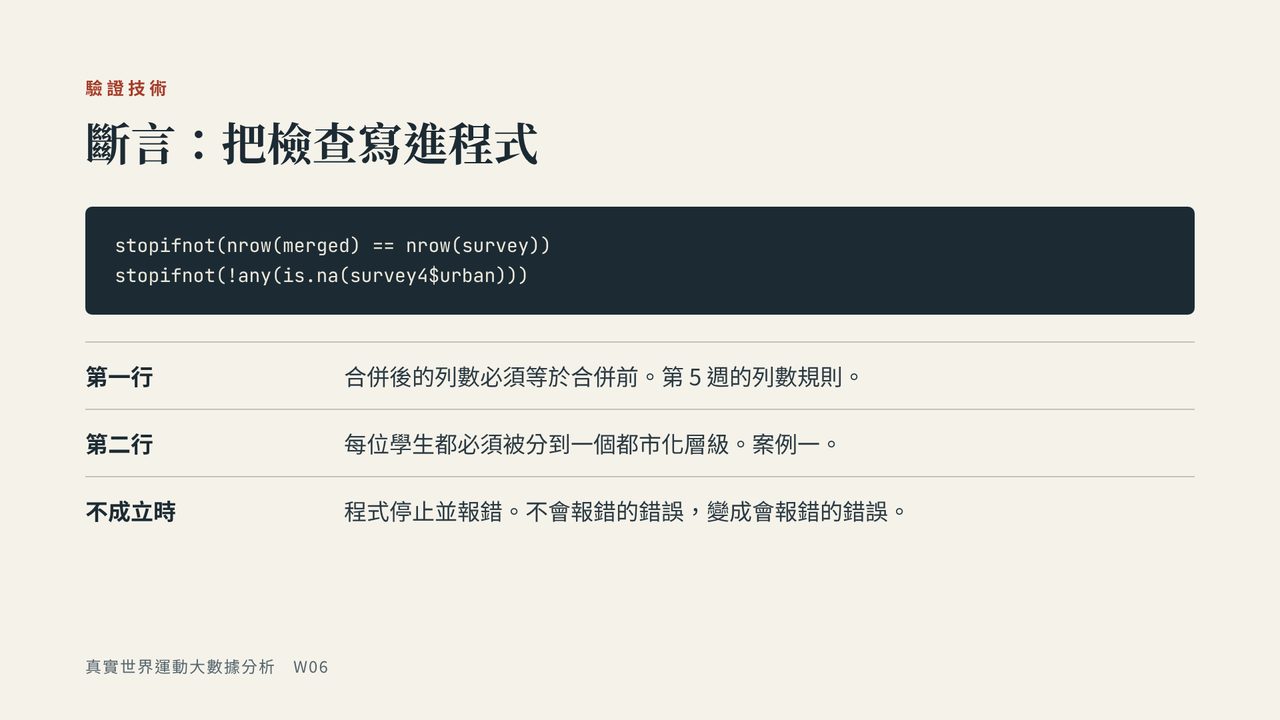 驗證技術
斷言：把檢查寫進程式
stopifnot(nrow(merged) == nrow(survey))
stopifnot(!any(is.na(survey4$urban)))
第一行 合併後的列數必須等於合併前。第 5 週的列數規則。
第二行 每位學生都必須被分到一個都市化層級。案例一。
不成立時 程式停止並報錯。不會報錯的錯誤，變成會報錯的錯誤。
真實世界運動大數據分析 W06